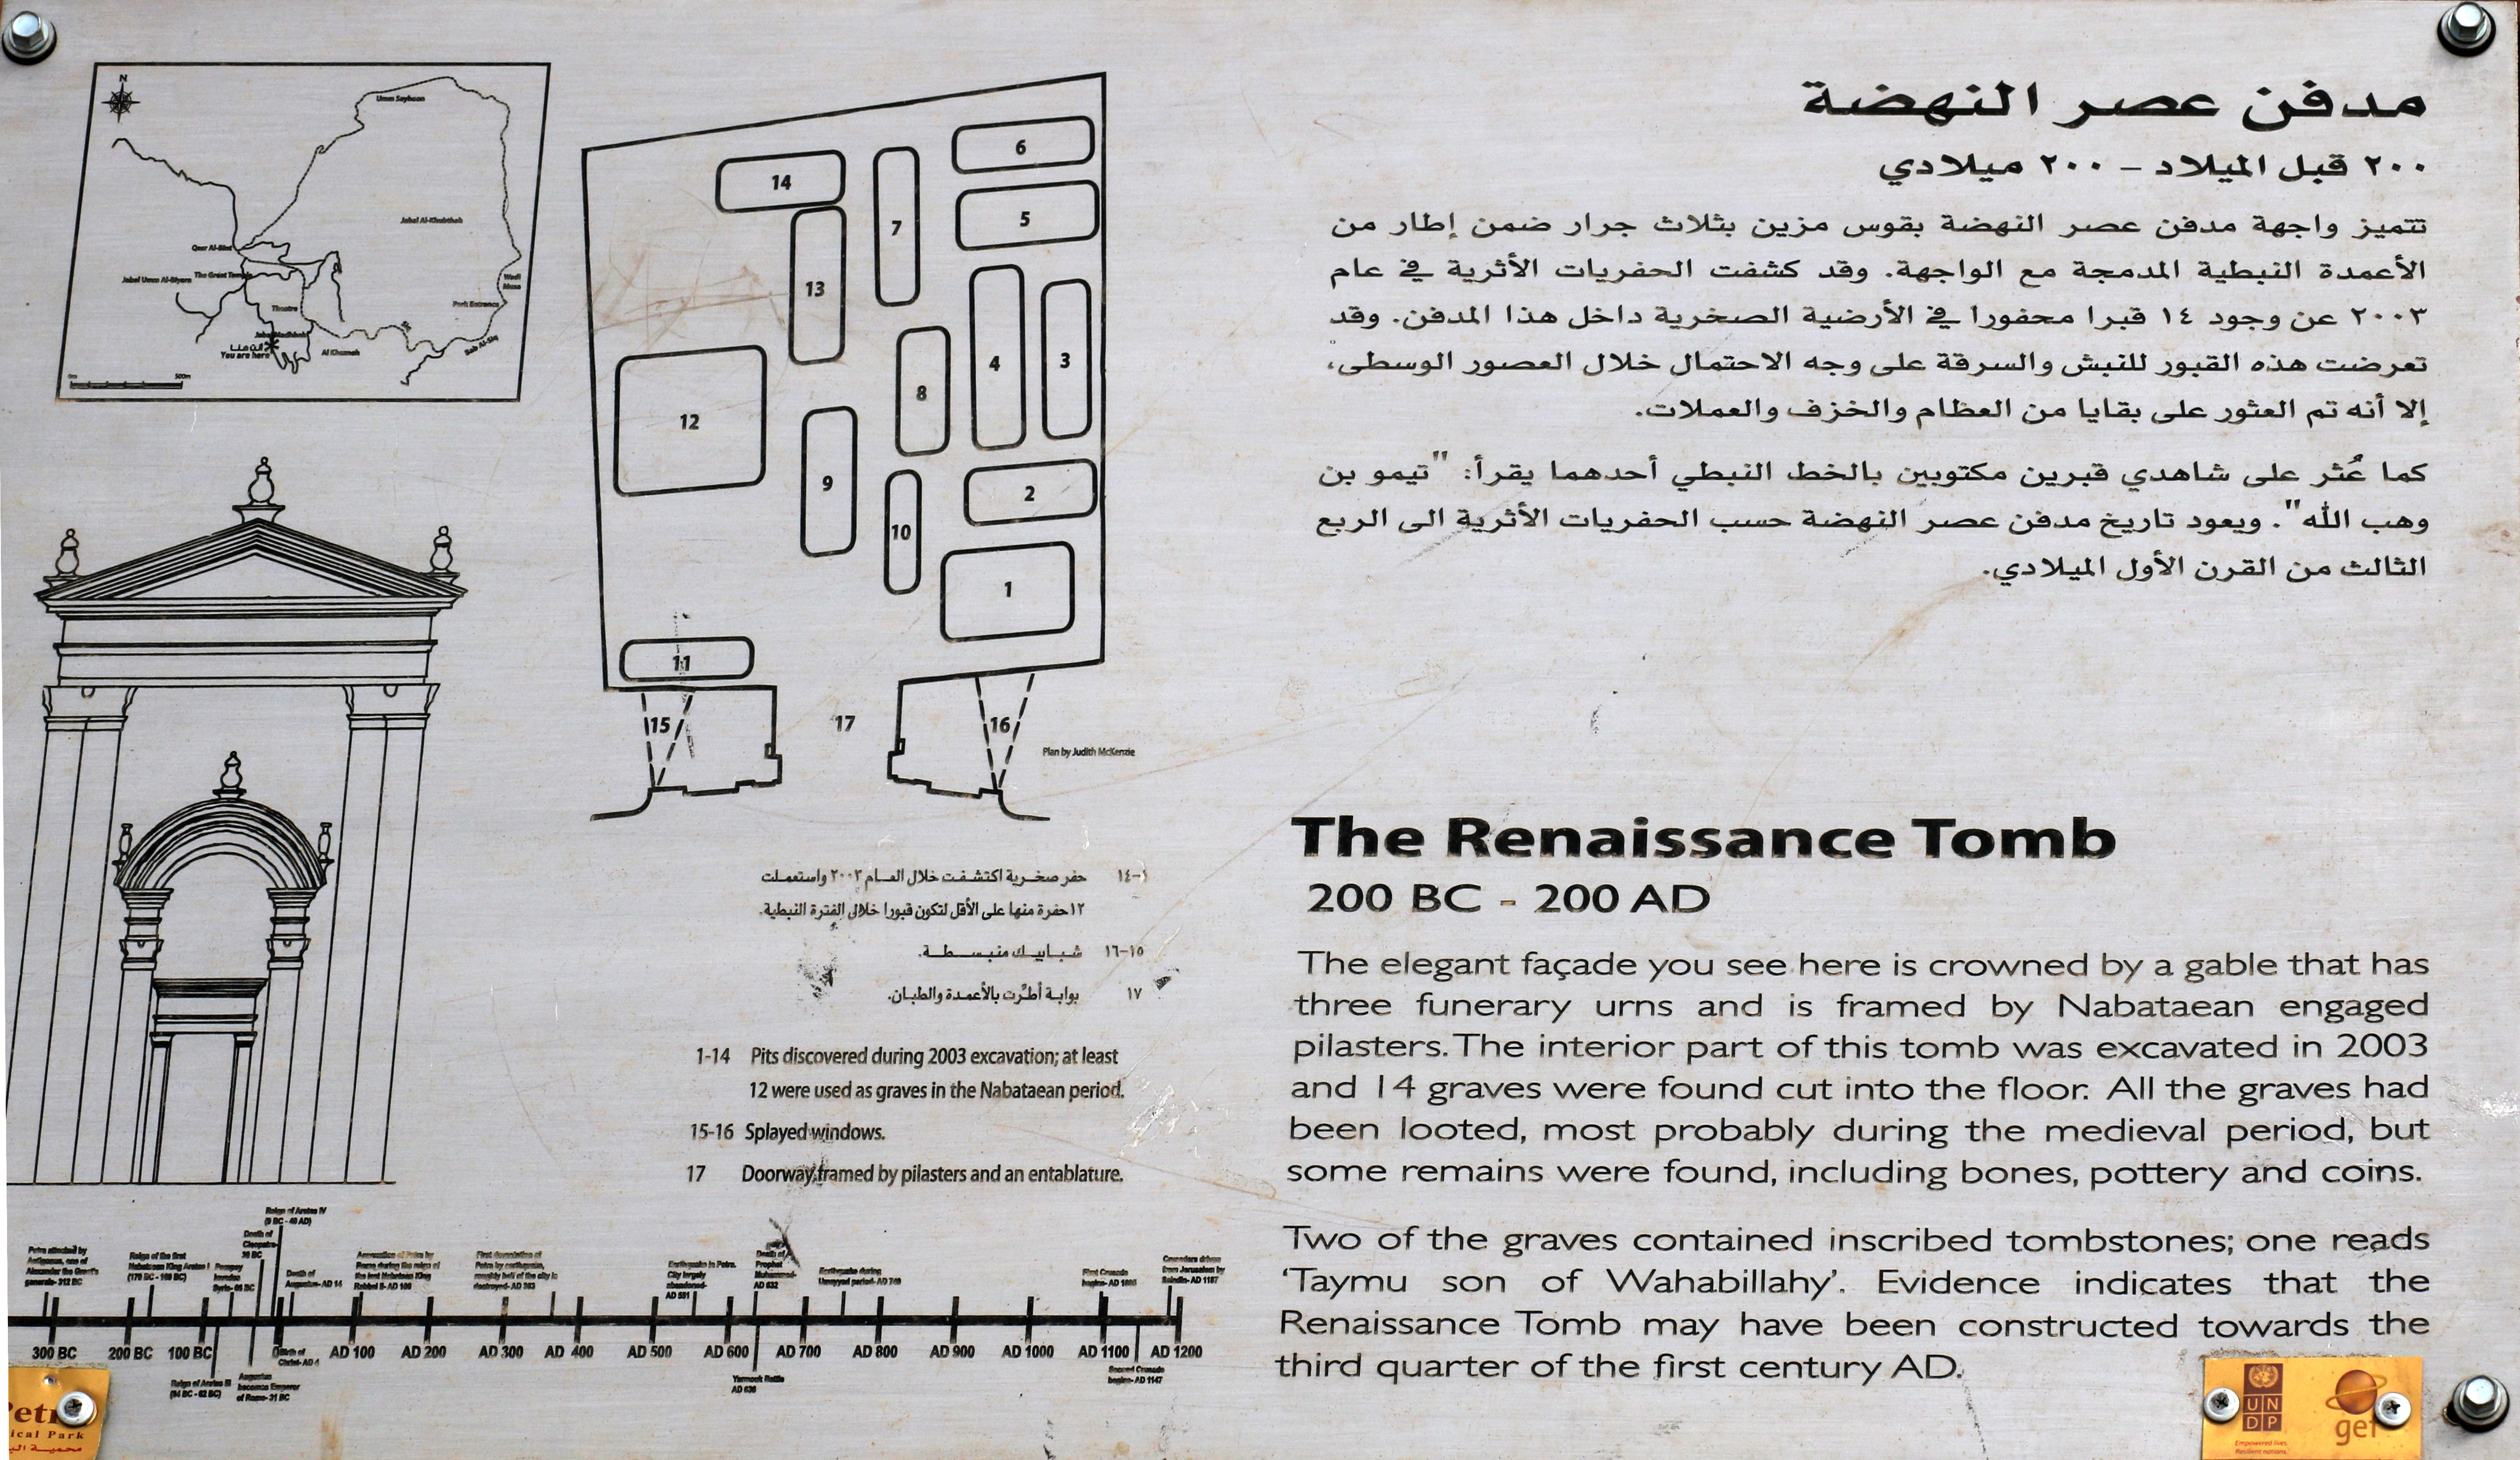 N
Umm Sayhoon
Jabal Al-Khubthah
Qasr Al-Bint
The Great Temple
Jabal Umm Al-Biyara
Wadi
Musa
Park Entrance
Theatre
أنت هنا
You are here
Al Khazneh
Bab Al-Siq
0m
500m
6
14
5
7
13
4
3
8
12
9
2
10
1
11
15
17
16
Plan by Judith McKenzie
١-١٤ حفر صخرية اكتشفت خلال العام ٢٠٠٣ واستعملت
١٢حفرة منها على الأقل لتكون قبورا خلال الفترة النبطية.
١٥-١٦ شبابيك منبسطة.
١٧ بوابة أطرت بالأعمدة والطبان.
1-14 Pits discovered during 2003 excavation; at least
12 were used as graves in the Nabataean period.
15-16 Splayed windows.
17 Doorway,framed by pilasters and an entablature.
مدفن عصر النهضة
٢٠٠ قبل الميلاد - ٢٠٠ ميلادي
تتميز واجهة مدفن عصر النهضة بقوس مزين بثلاث جرار ضمن إطار من
الأعمدة النبطية المدمجة مع الواجهة. وقد كشفت الحفريات الأثرية في عام
٢٠٠٣ عن وجود ١٤ قبرا محفورا في الأرضية الصخرية داخل هذا المدفن. وقد
تعرضت هذه القبور للنبش والسرقة على وجه الاحتمال خلال العصور الوسطى،
إلا أنه تم العثور على بقايا من العظام والخزف والعملات.
كما عُثر على شاهدي قبرين مكتوبين بالخط النبطي أحدهما يقرأ: "تيمو بن
وهب الله". ويعود تاريخ مدفن عصر النهضة حسب الحفريات الأثرية الى الربع
الثالث من القرن الأول الميلادي.
The Renaissance Tomb
200 BC - 200 AD
The elegant façade you see here is crowned by a gable that has
three funerary urns and is framed by Nabataean engaged
pilasters. The interior part of this tomb was excavated in 2003
and 14 graves were found cut into the floor. All the graves had
been looted, most probably during the medieval period, but
some remains were found, including bones, pottery and coins.
Two of the graves contained inscribed tombstones; one reads
‘Taymu son of Wahabillahy’. Evidence indicates that the
Renaissance Tomb may have been constructed towards the
third quarter of the first century AD.
Petra attacked by
Antigonus, one of
Alexander the Great's
generals- 312 BC
Reign of the first
Nabataean King Aretas I
Pompey
invades
Syria-
Death of
Cleopatra-
30 BC
Reign of Aretas IV
(9 BC - 40 AD)
Death of
Augustus- AD 14
Annexation of Petra by
Rome during the reign of
the last Nabataean King
Rabbel II- AD 106
First devastation of
Petra by earthquake,
roughly half of the city is
destroyed- AD 363
Earthquake in Petra.
City largely
abandoned-
AD 551
Death of
Prophet
Muhammad-
AD 632
Earthquake during
Umayyad period- AD 749
First Crusade
begins- AD 1095
Crusaders driven
from Jerusalem by
Saladin- AD 1187
300 BC 200 BC 100 BC AD 100 AD 200 AD 300 AD 400 AD 500 AD 600 AD 700 AD 800 AD 900 AD 1000 AD 1100 AD 1200
Birth of
Christ- AD 4
Reign of Aretas III
(84 BC - 62 BC)
Augustus
becomes Emperor
of Rome- 31 BC
Yarmouk Battle
AD 636
Second Crusade
begins- AD 1147
ical Park
UN
DP
Empowered lives.
Resilient nations.
gef